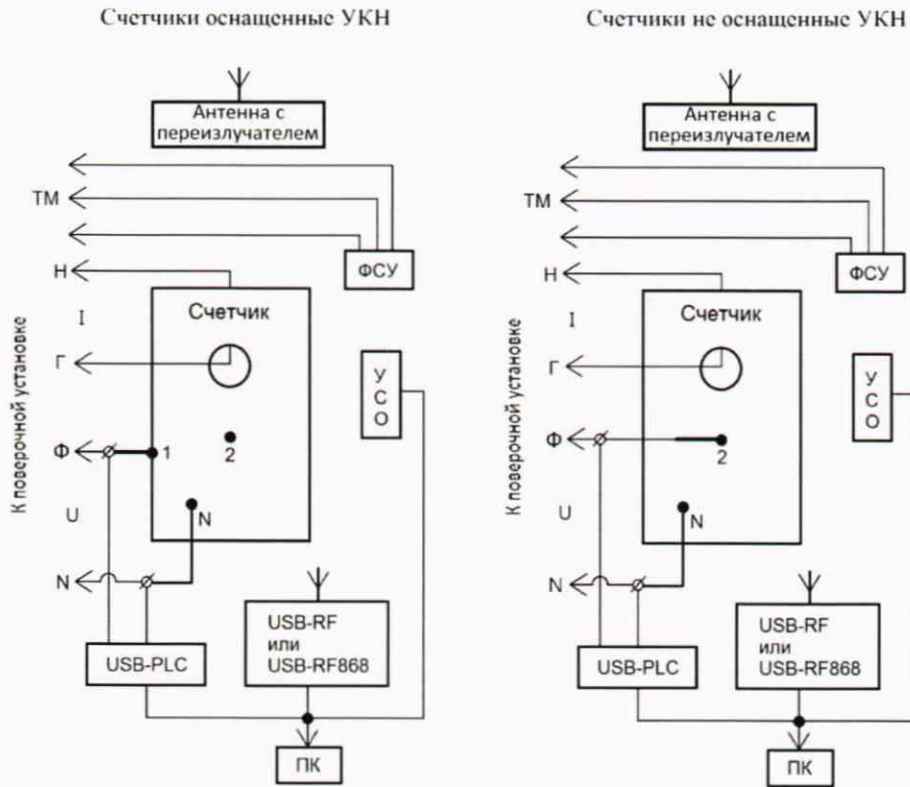 Счетчики оснащенные УКН
Антенна с
переизлучателем
ТМ
ФСУ
Н
Счетчик
I
Г
У
С
О
К поверочной установке
Ф
1
2
U
N
N
USB-RF
или
USB-RF868
USB-PLC
ПК
Счетчики не оснащенные УКН
Антенна с
переизлучателем
ТМ
ФСУ
Н
Счетчик
I
Г
У
С
О
К поверочной установке
Ф
2
U
N
N
USB-RF
или
USB-RF868
USB-PLC
ПК